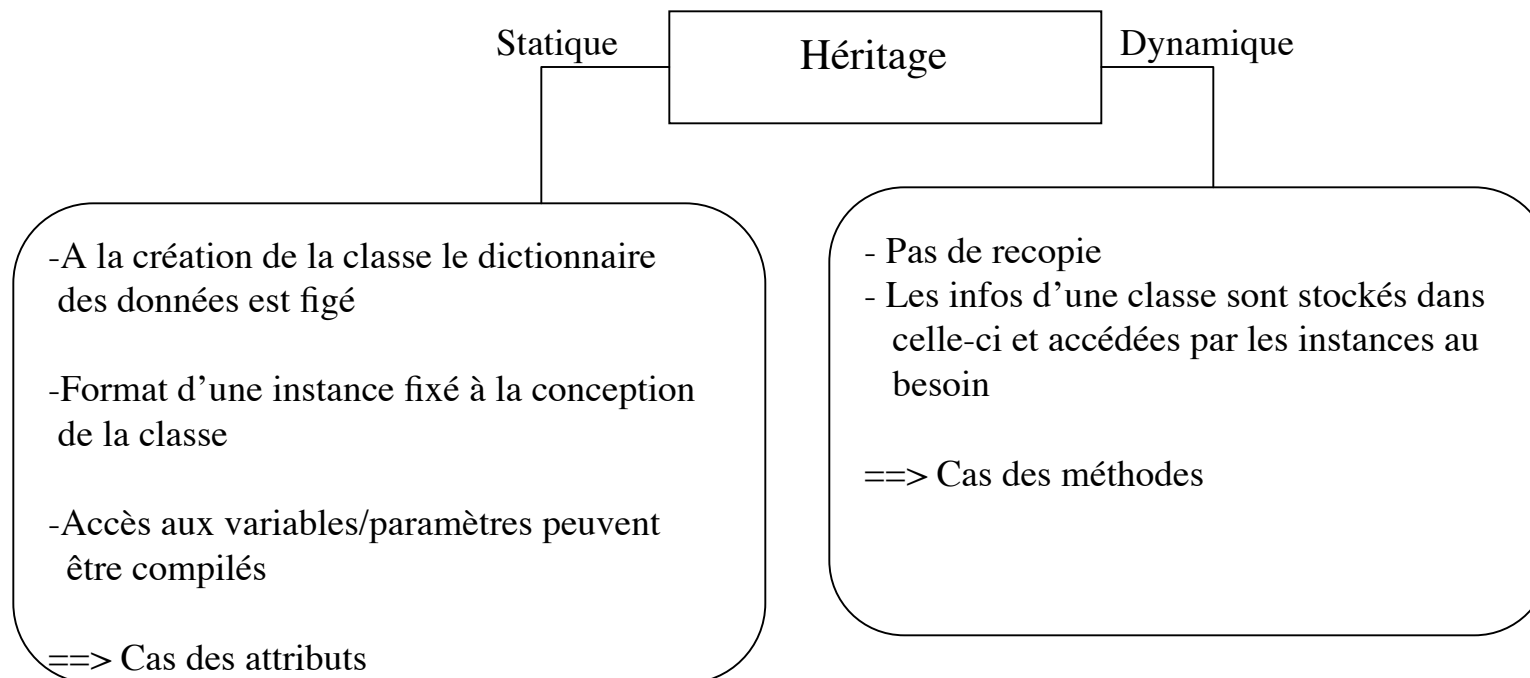 Statique
Héritage
Dynamique
-A la création de la classe le dictionnaire
des données est figé
-Format d’une instance fixé à la conception
de la classe
-Accès aux variables/paramètres peuvent
être compilés
==> Cas des attributs
- Pas de recopie
- Les infos d’une classe sont stockés dans
celle-ci et accédées par les instances au
besoin
==> Cas des méthodes